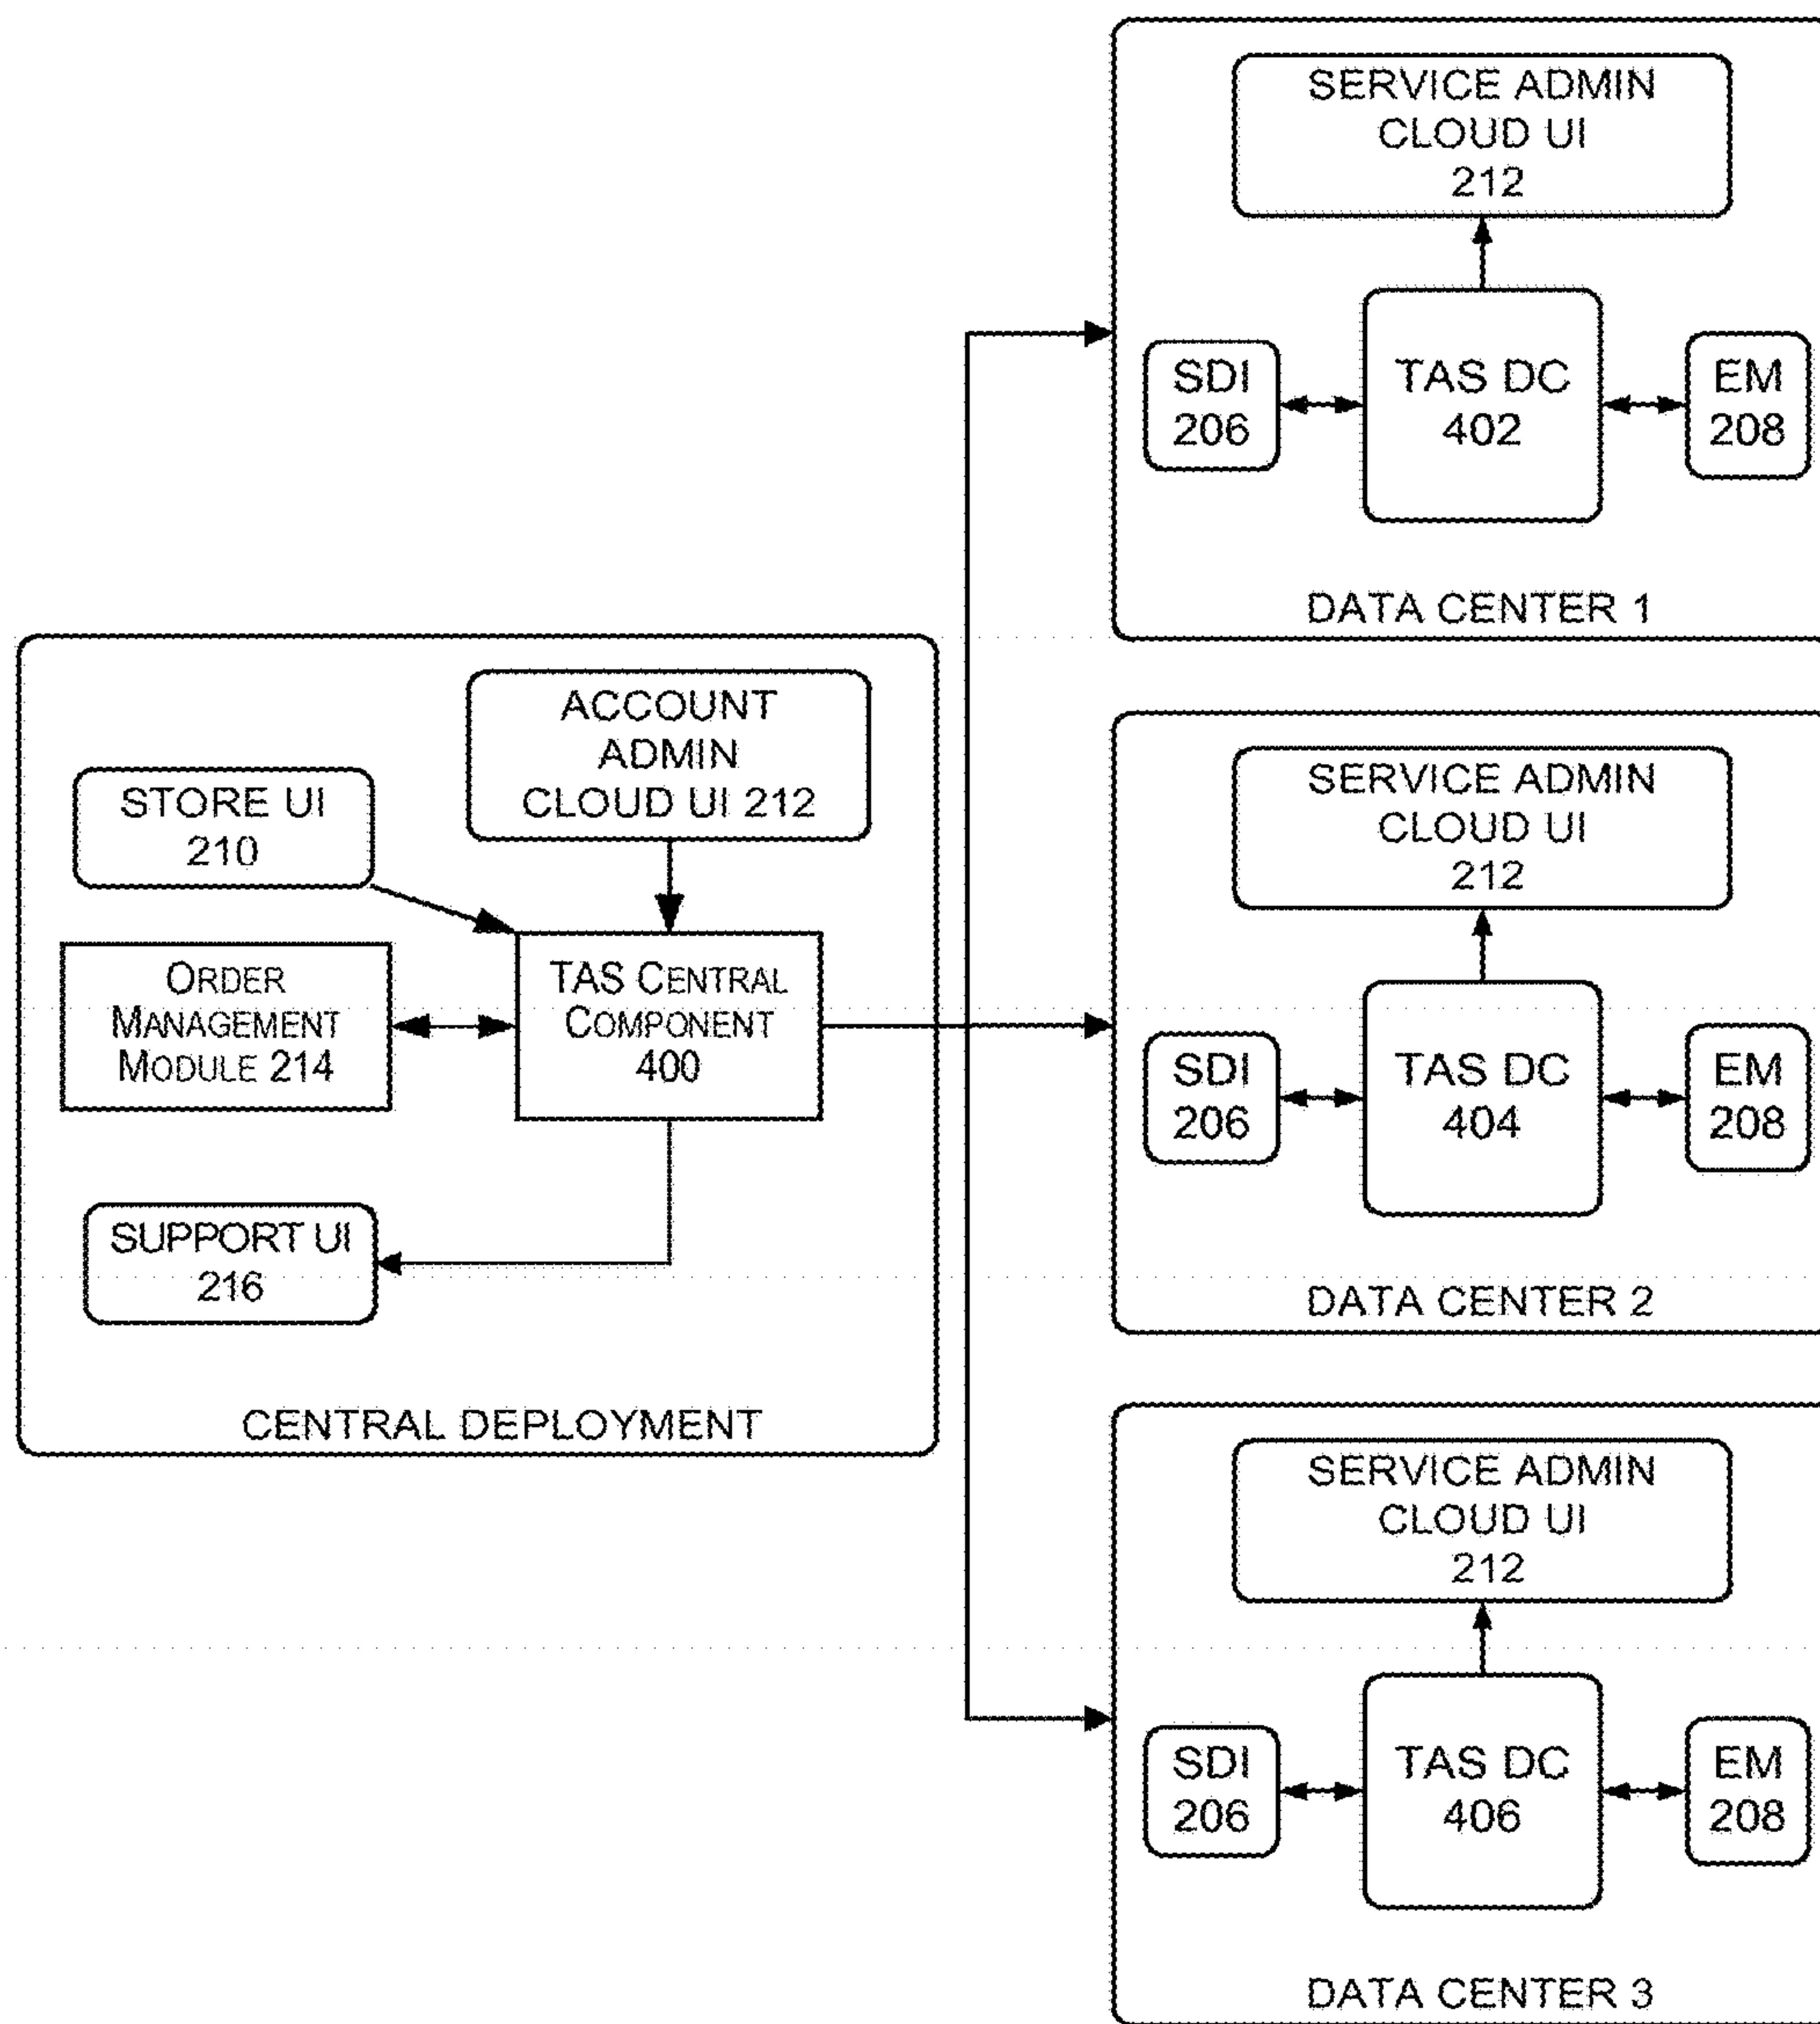 SERVICE ADMIN
CLOUD UI
212
SDI
206
TAS DC
402
EM
208
DATA CENTER 1
ACCOUNT
ADMIN
CLOUD UI 212
STORE UI
210
ORDER
MANAGEMENT
MODULE 214
TAS CENTRAL
COMPONENT
400
SUPPORT UI
216
CENTRAL DEPLOYMENT
SERVICE ADMIN
CLOUD UI
212
SDI
206
TAS DC
404
EM
208
DATA CENTER 2
SERVICE ADMIN
CLOUD UI
212
SDI
206
TAS DC
406
EM
208
DATA CENTER 3